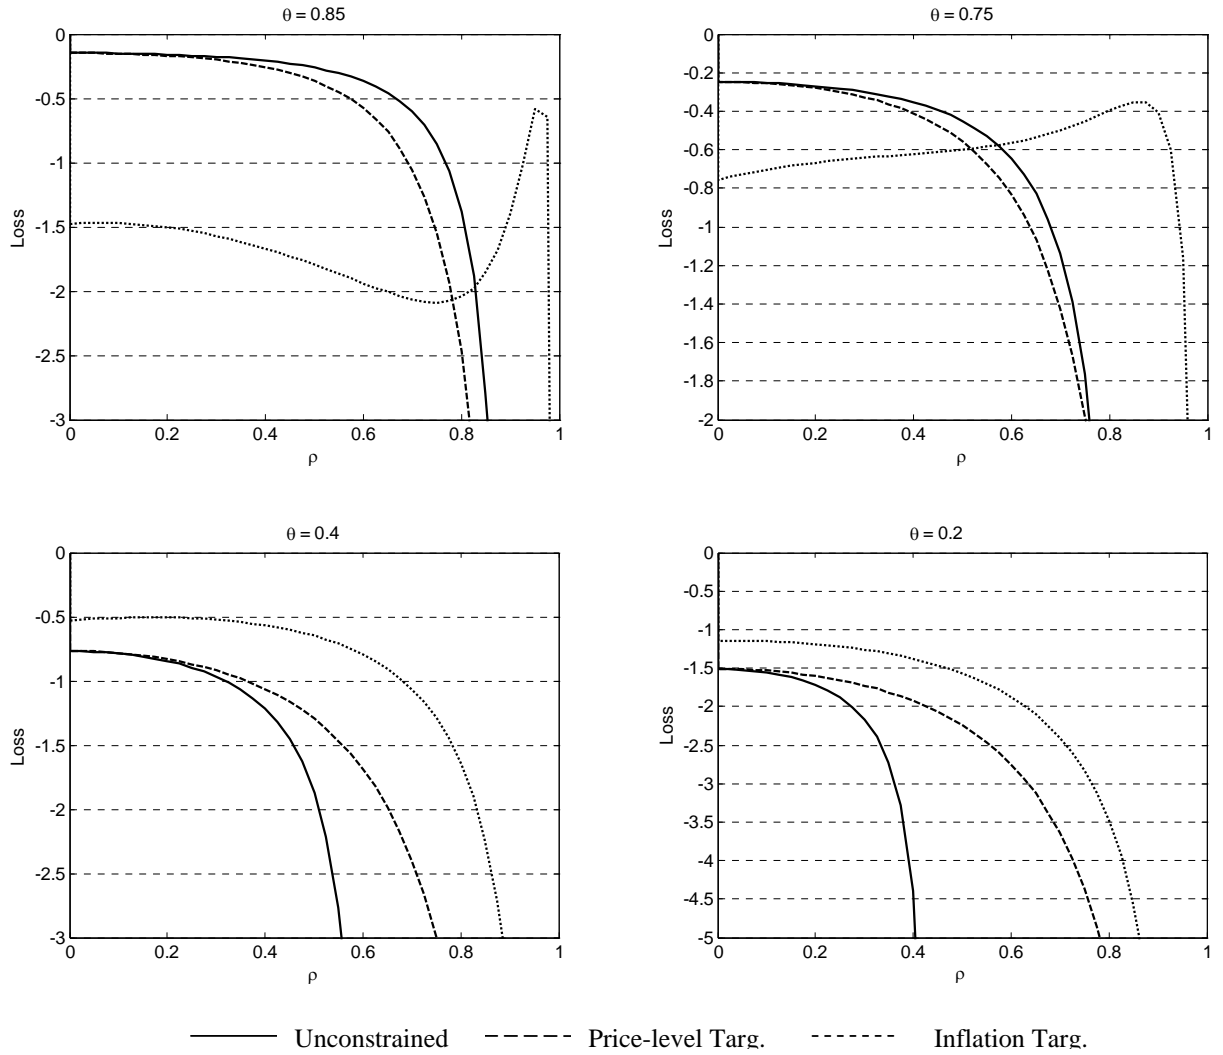 θ = 0.85
0
-0.5
-1
-1.5
-2
-2.5
-3
Loss
0 0.2 0.4 0.6 0.8 1
ρ
θ = 0.75
0
-0.2
-0.4
-0.6
-0.8
-1
-1.2
-1.4
-1.6
-1.8
-2
Loss
0 0.2 0.4 0.6 0.8 1
ρ
θ = 0.4
0
-0.5
-1
-1.5
-2
-2.5
-3
Loss
0 0.2 0.4 0.6 0.8 1
ρ
θ = 0.2
0
-0.5
-1
-1.5
-2
-2.5
-3
-3.5
-4
-4.5
-5
Loss
0 0.2 0.4 0.6 0.8 1
ρ
Unconstrained Price-level Targ. Inflation Targ.